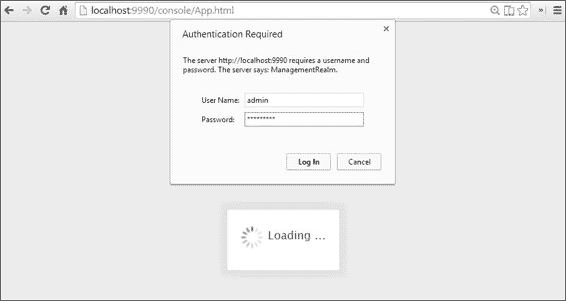 localhost:9990/console/App.html
Authentication Required
The server http://localhost:9990 requires a username and
password. The server says: ManagementRealm.
User Name: admin
Password: *********
Log In Cancel
Loading ...